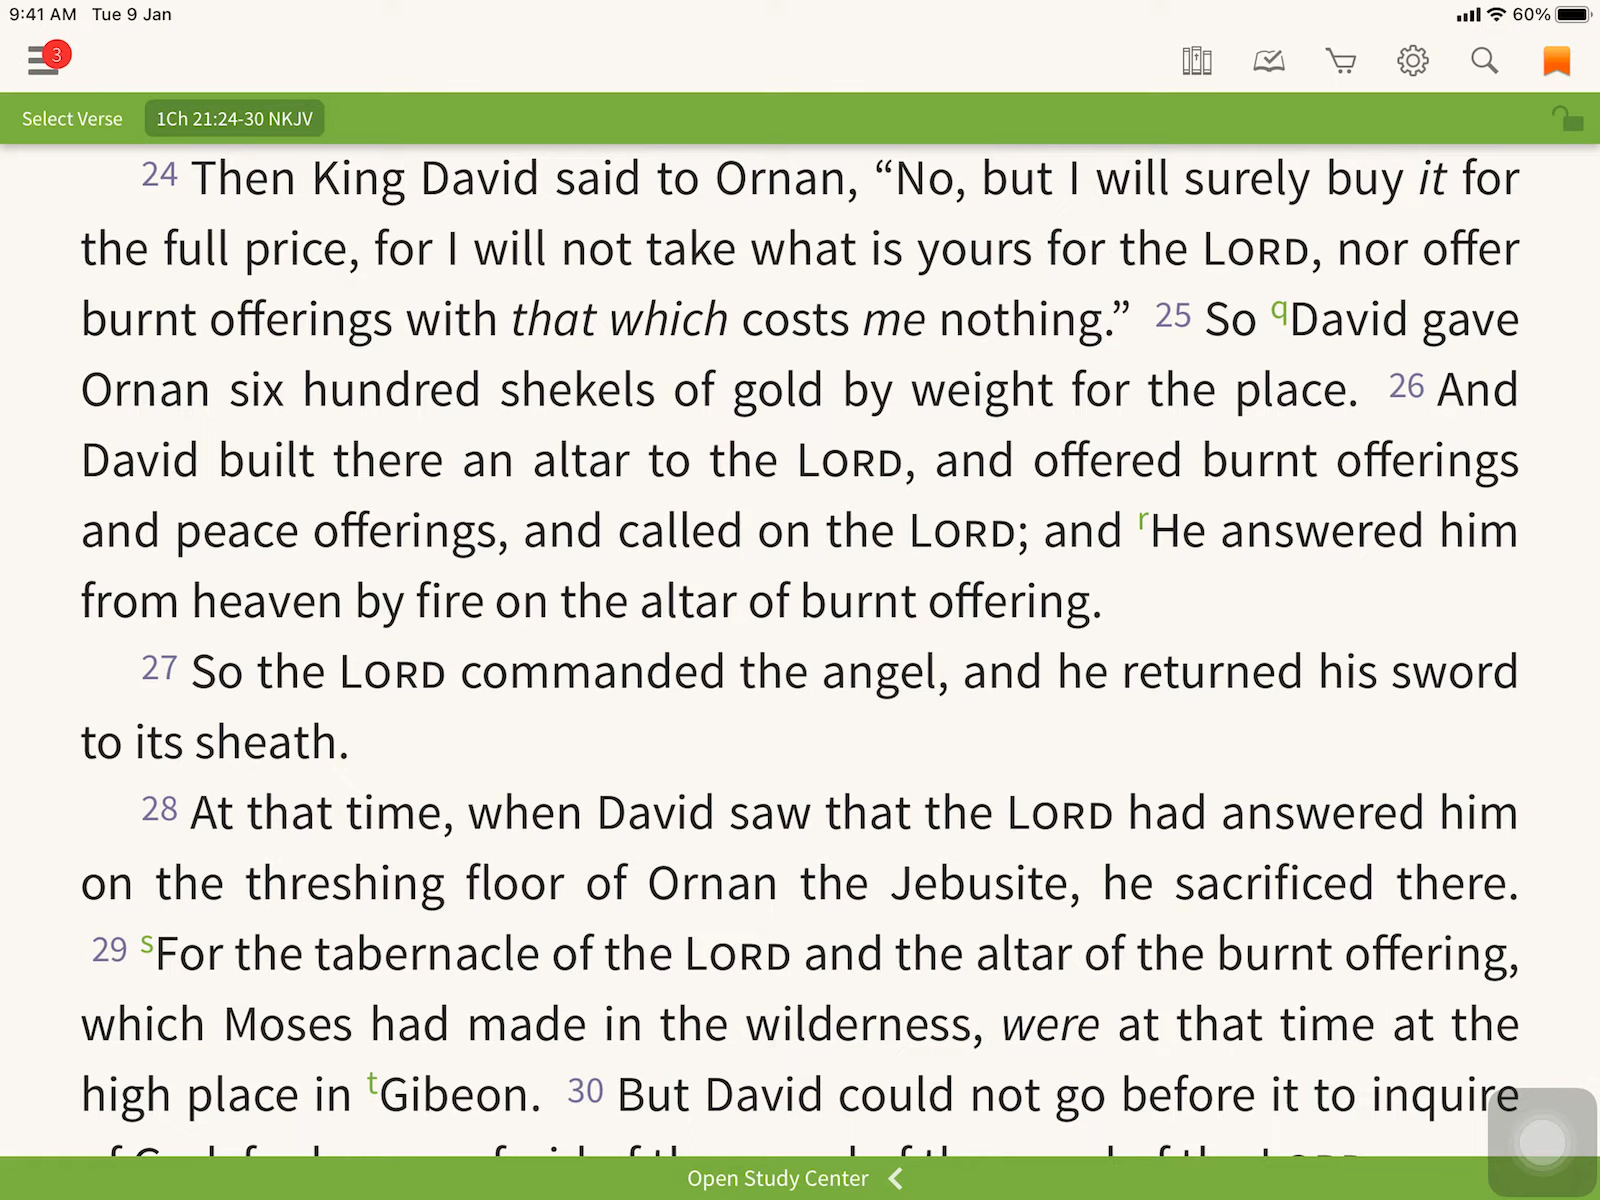 9:41 AM Tue 9 Jan 60%
3
Select Verse 1Ch 21:24-30 NKJV
24 Then King David said to Ornan, “No, but I will surely buy it for
the full price, for I will not take what is yours for the LORD, nor offer
burnt offerings with that which costs me nothing.” 25 So qDavid gave
Ornan six hundred shekels of gold by weight for the place. 26 And
David built there an altar to the LORD, and offered burnt offerings
and peace offerings, and called on the LORD; and rHe answered him
from heaven by fire on the altar of burnt offering.
27 So the LORD commanded the angel, and he returned his sword
to its sheath.
28 At that time, when David saw that the LORD had answered him
on the threshing floor of Ornan the Jebusite, he sacrificed there.
29 sFor the tabernacle of the LORD and the altar of the burnt offering,
which Moses had made in the wilderness, were at that time at the
high place in tGibeon. 30 But David could not go before it to inquire
Open Study Center